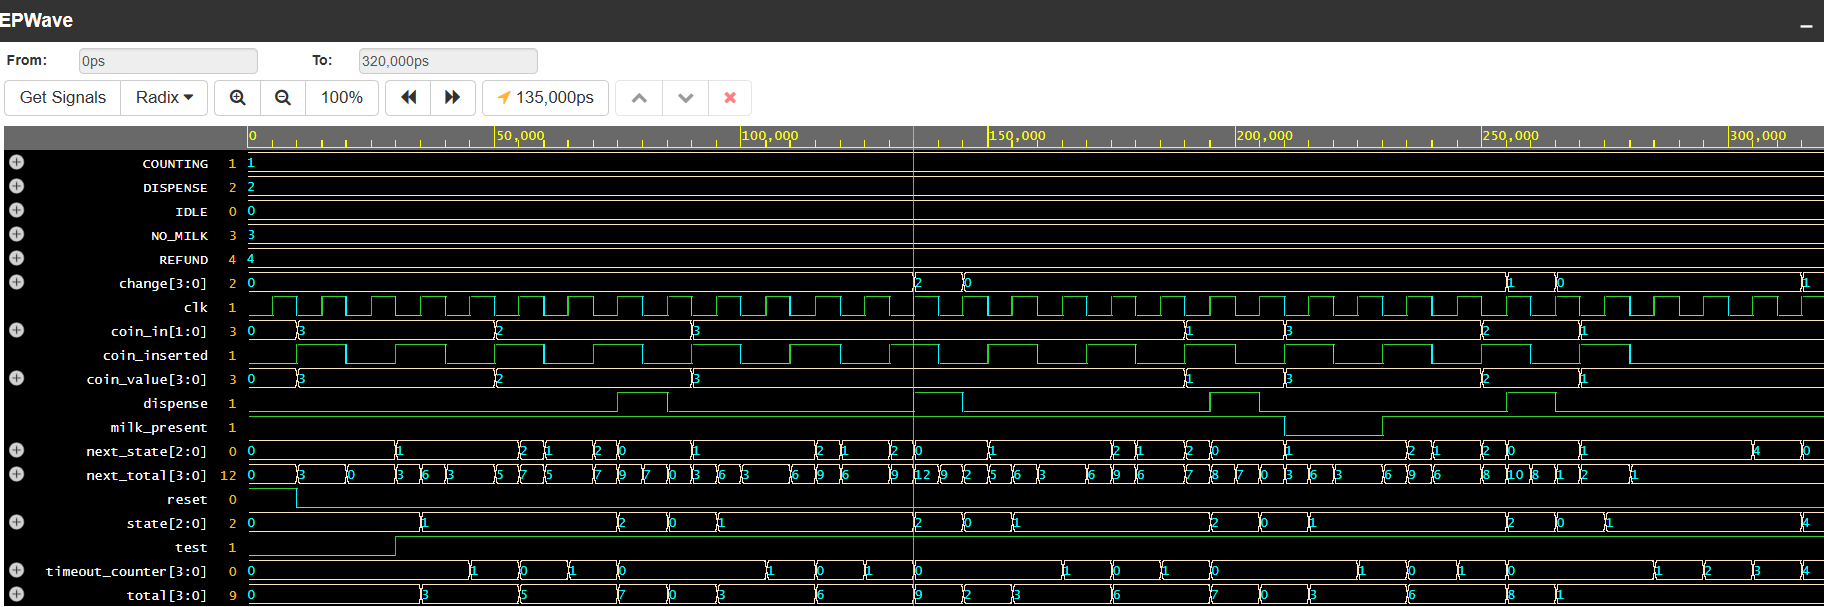 EPWave
From: 0ps To: 320,000ps
Get Signals Radix 100% 135,000ps
0 50,000 100,000 150,000 200,000 250,000 300,000
COUNTING 1 1
DISPENSE 2 2
IDLE 0 0
NO_MILK 3 3
REFUND 4 4
change[3:0] 2 0 2 0 1 0 1
clk 1
coin_in[1:0] 3 0 3 2 3 1 3 2 1
coin_inserted 1
coin_value[3:0] 3 0 3 2 3 1 3 2 1
dispense 1
milk_present 1
next_state[2:0] 0 0 1 2 1 2 0 1 2 1 2 0 1 2 1 2 0 1 2 1 2 0 1 4 0
next_total[3:0] 12 0 3 0 3 6 3 5 7 5 7 9 7 0 3 6 3 6 9 6 9 12 9 2 5 6 3 6 9 6 7 8 7 0 3 6 3 6 9 6 8 10 8 1 2 1
reset 0
state[2:0] 2 0 1 2 0 1 2 0 1 2 0 1 2 0 1 4
test 1
timeout_counter[3:0] 0 0 1 0 1 0 1 0 1 0 1 0 1 0 1 0 1 0 1 2 3 4
total[3:0] 9 0 3 5 7 0 3 6 9 2 3 6 7 0 3 6 8 1